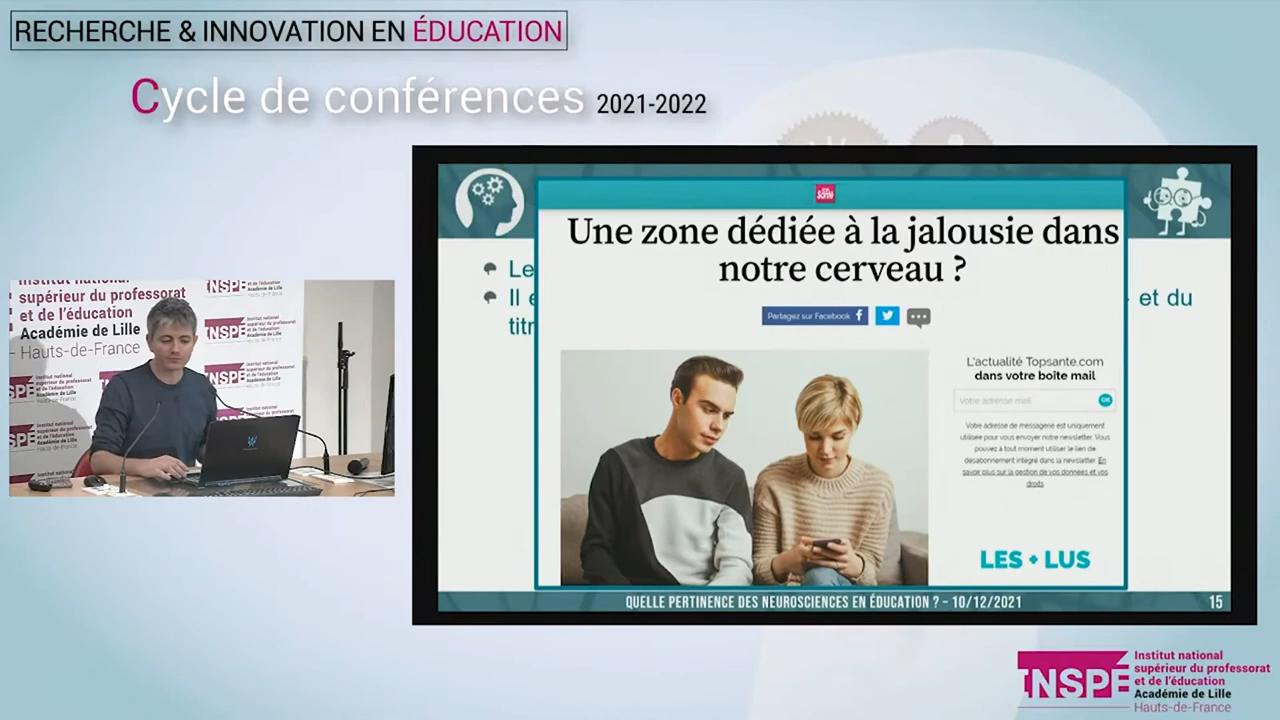 RECHERCHE & INNOVATION EN ÉDUCATION
Cycle de conférences 2021-2022
Institut national
supérieur du professorat
et de l'éducation
Académie de Lille
Hauts-de-France
INSPÉ
Santé
Une zone dédiée à la jalousie dans
notre cerveau ?
Partagez sur Facebook
Le
Il
et du
titr
L'actualité Topsante.com
dans votre boîte mail
Votre adresse mail
OK
Votre adresse de messagerie est uniquement
utilisée pour vous envoyer notre newsletter. Vous
pouvez à tout moment utiliser le lien de
désabonnement intégré dans la newsletter. En
savoir plus sur la gestion de vos données et vos
droits
LES + LUS
QUELLE PERTINENCE DES NEUROSCIENCES EN ÉDUCATION ? - 10/12/2021
15
INSPÉ
Institut national
supérieur du professorat
et de l'éducation
Académie de Lille
Hauts-de-France